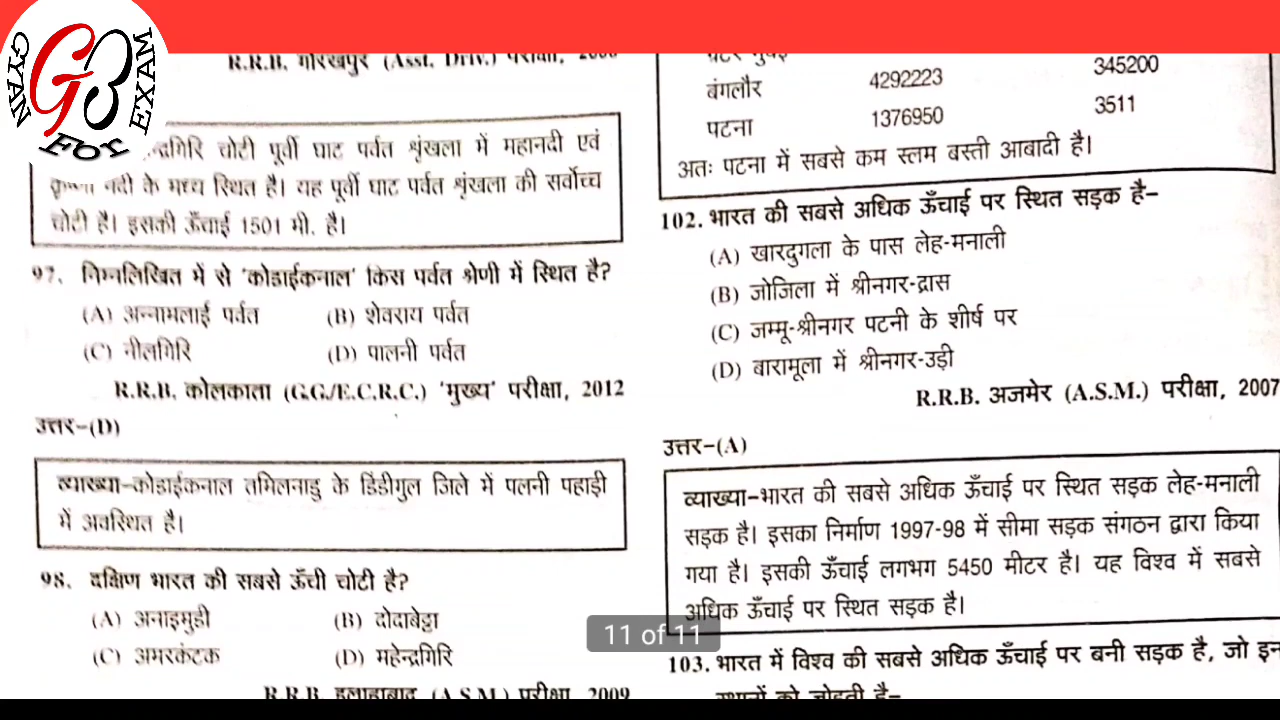 GYAN
G3
EXAM
For
R.R.B. गोरखपुर (Asst. Driv.) परीक्षा,
चोटी पूर्वी घाट पर्वत श्रृंखला में महानदी एवं
नदी के मध्य स्थित है। यह पूर्वी घाट पर्वत श्रृंखला की सर्वोच्च
चोटी है। इसकी ऊँचाई 1501 मी. है।
97. निम्नलिखित में से 'कोडाईकनाल' किस पर्वत श्रेणी में स्थित है?
(A) अन्नामलाई पर्वत (B) शेवराय पर्वत
(C) नीलगिरि (D) पालनी पर्वत
R.R.B. कोलकाता (G.G./E.C.R.C.) 'मुख्य' परीक्षा, 2012
उत्तर–(D)
व्याख्या–कोडाईकनाल तमिलनाडु के डिंडीगुल जिले में पलनी पहाड़ी
में अवस्थित है।
98. दक्षिण भारत की सबसे ऊँची चोटी है?
(A) अनाइमुडी (B) दोदाबेट्टा
(C) अमरकंटक (D) महेन्द्रगिरि
R.R.B. इलाहाबाद (A.S.M.) परीक्षा, 2009
बंगलौर 4292223 345200
पटना 1376950 3511
अतः पटना में सबसे कम स्लम बस्ती आबादी है।
102. भारत की सबसे अधिक ऊँचाई पर स्थित सड़क है–
(A) खारदुगला के पास लेह-मनाली
(B) जोजिला में श्रीनगर-द्रास
(C) जम्मू-श्रीनगर पटनी के शीर्ष पर
(D) बारामूला में श्रीनगर-उड़ी
R.R.B. अजमेर (A.S.M.) परीक्षा, 2007
उत्तर–(A)
व्याख्या–भारत की सबसे अधिक ऊँचाई पर स्थित सड़क लेह-मनाली
सड़क है। इसका निर्माण 1997-98 में सीमा सड़क संगठन द्वारा किया
गया है। इसकी ऊँचाई लगभग 5450 मीटर है। यह विश्व में सबसे
अधिक ऊँचाई पर स्थित सड़क है।
11 of 11
103. भारत में विश्व की सबसे अधिक ऊँचाई पर बनी सड़क है, जो इन
स्थानों को जोड़ती है–